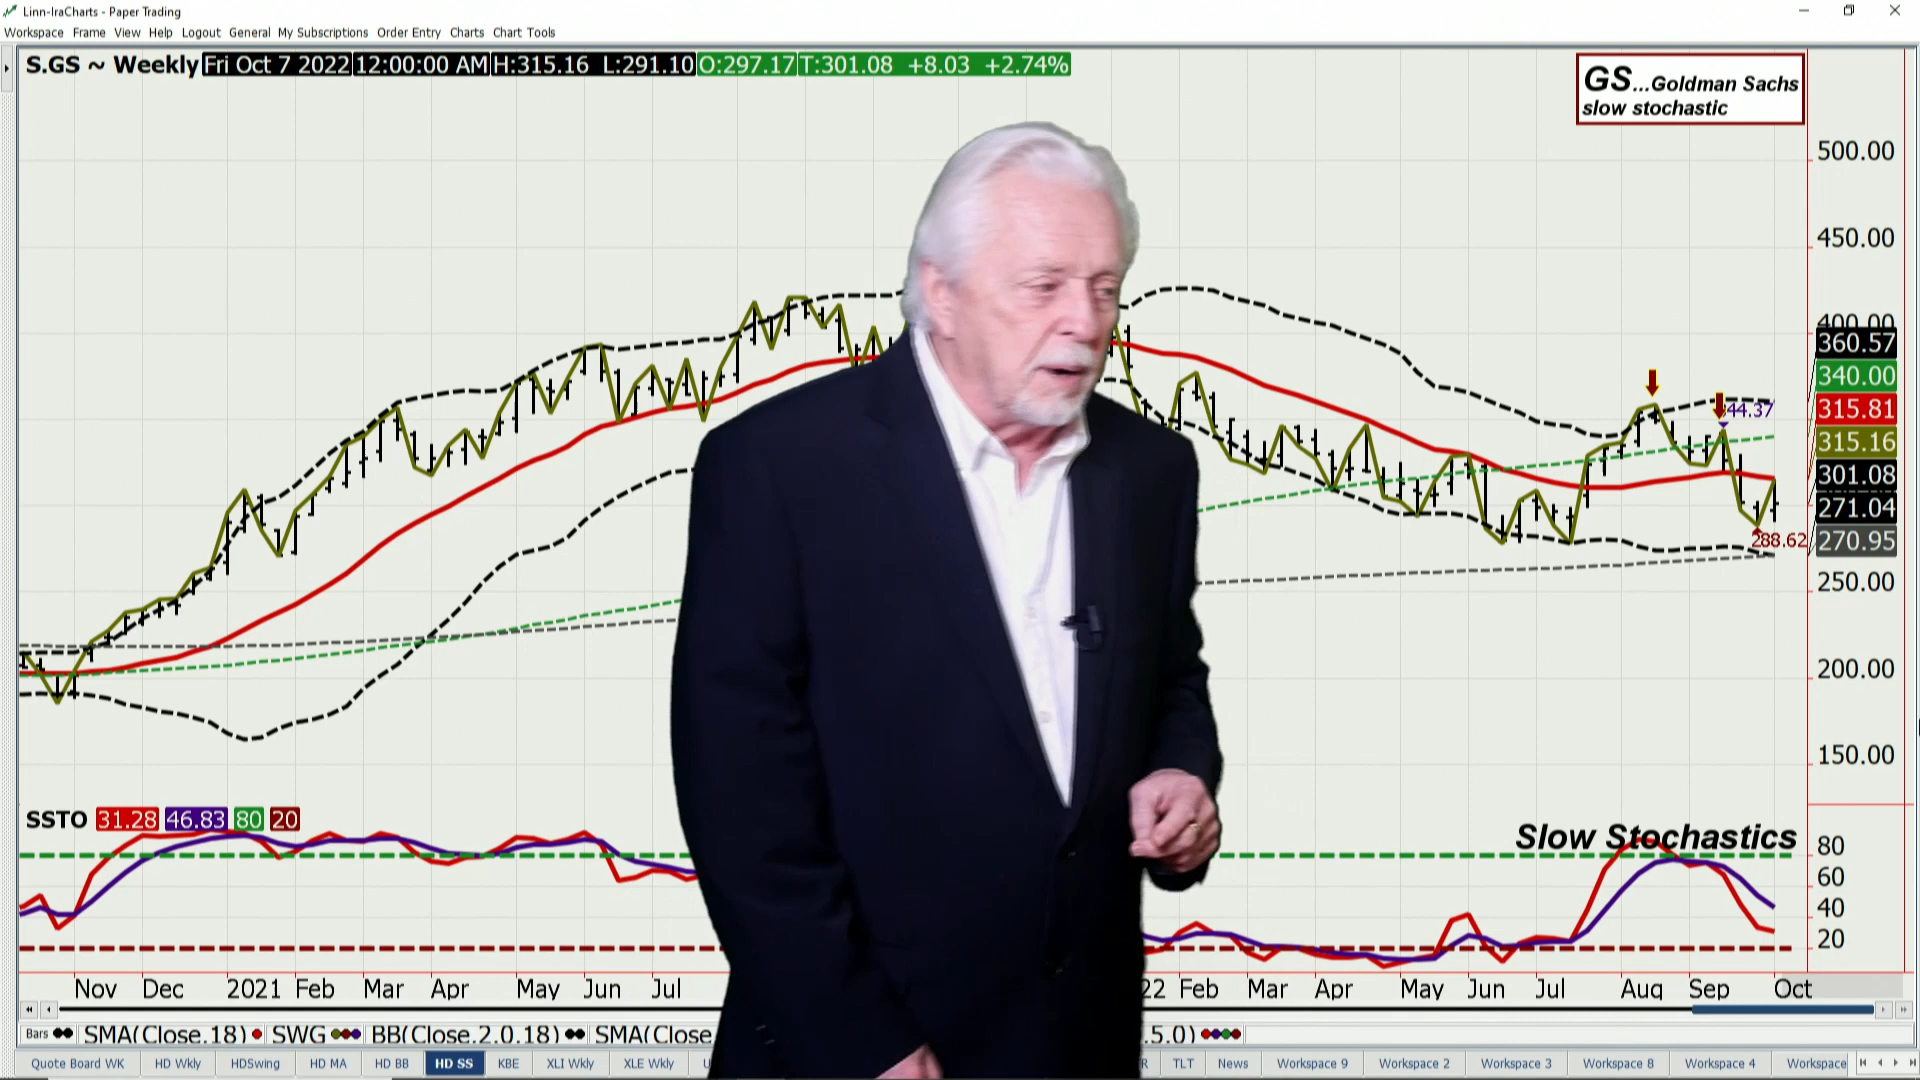 Linn-IraCharts - Paper Trading
Workspace Frame View Help Logout General My Subscriptions Order Entry Charts Chart Tools
S.GS ~ Weekly Fri Oct 7 2022 12:00:00 AM H:315.16 L:291.10 O:297.17 T:301.08 +8.03 +2.74%
GS...Goldman Sachs
slow stochastic
500.00
450.00
400.00
360.57
340.00
315.81
315.16
301.08
271.04
270.95
250.00
200.00
150.00
44.37
288.62
SSTO 31.28 46.83 80 20
Slow Stochastics
80
60
40
20
Nov Dec 2021 Feb Mar Apr May Jun Jul 22 Feb Mar Apr May Jun Jul Aug Sep Oct
Bars SMA(Close,18) SWG BB(Close,2.0,18) SMA(Close .5.0)
Quote Board WK HD Wkly HDSwing HD MA HD BB HD SS KBE XLI Wkly XLE Wkly U R TLT News Workspace 9 Workspace 2 Workspace 3 Workspace 8 Workspace 4 Workspace